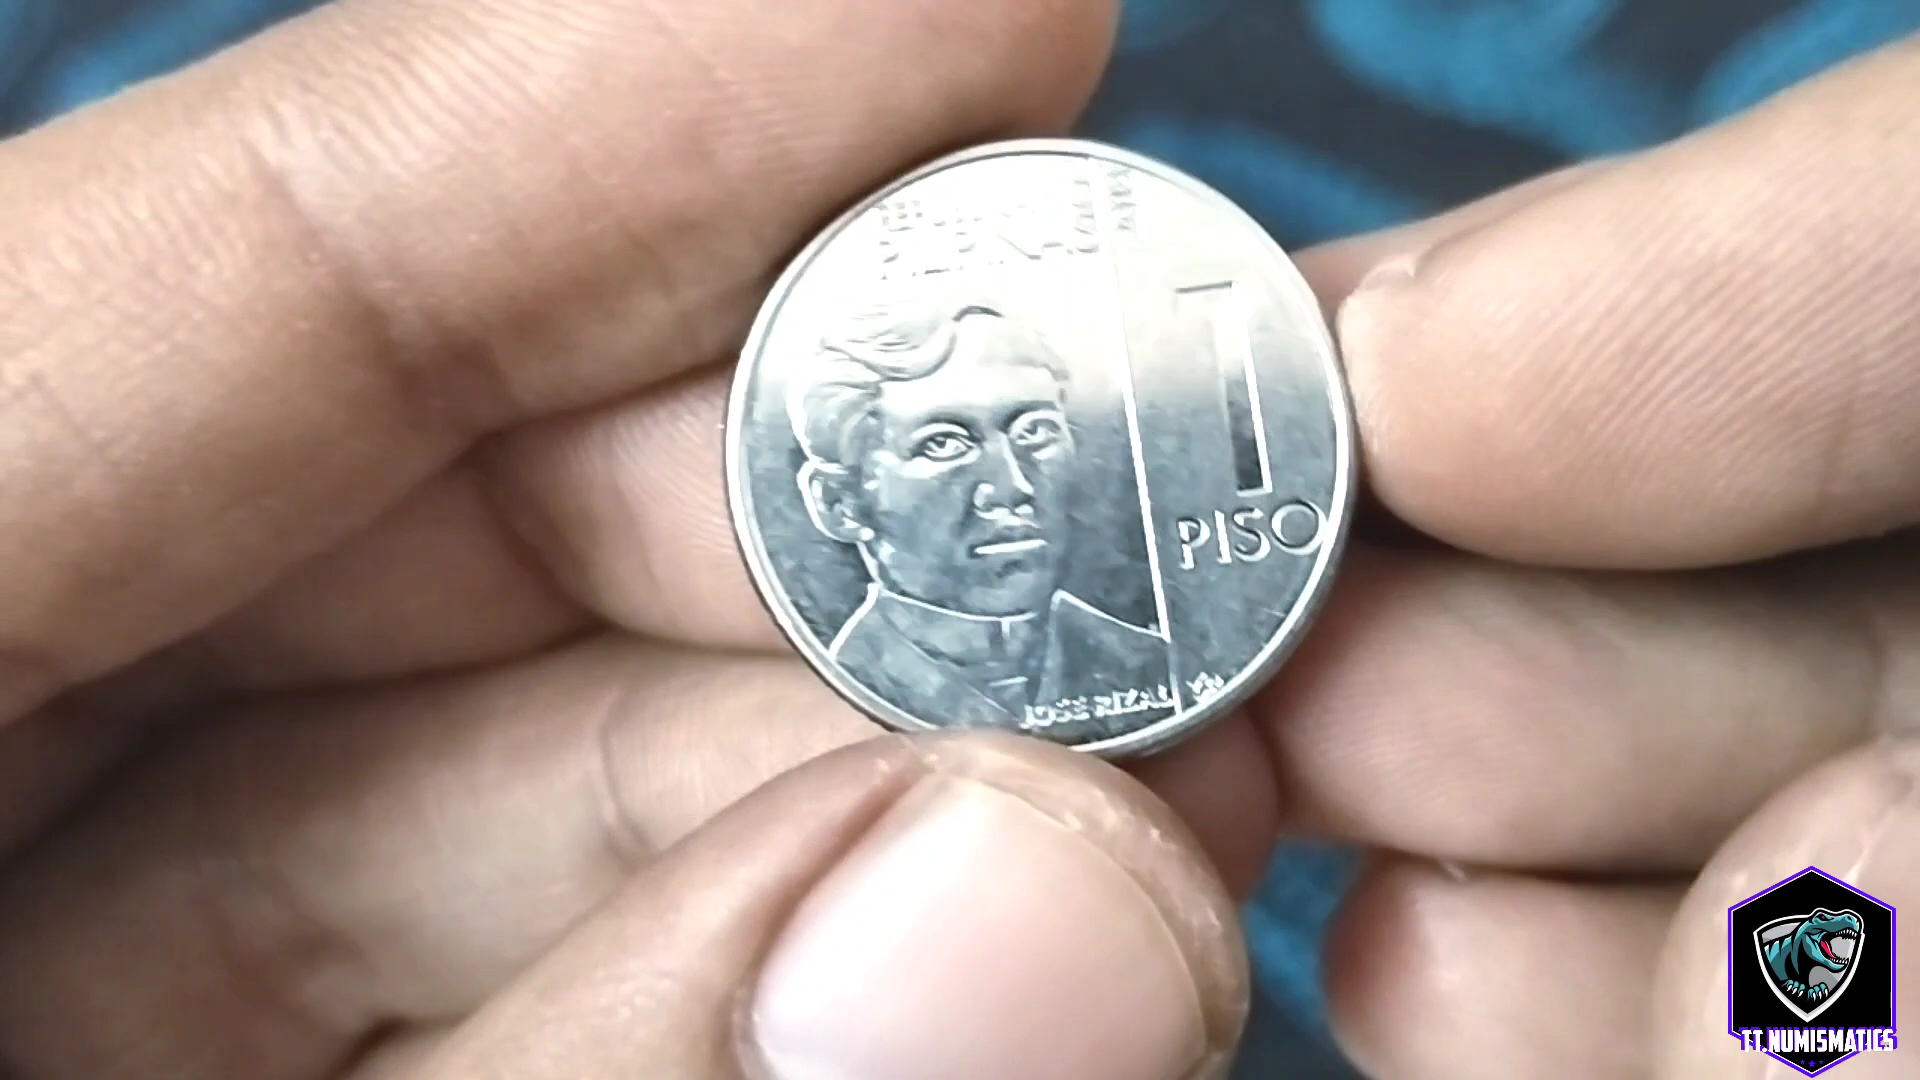 PILIPINAS
1
PISO
JOSE RIZAL
TT.NUMISMATICS